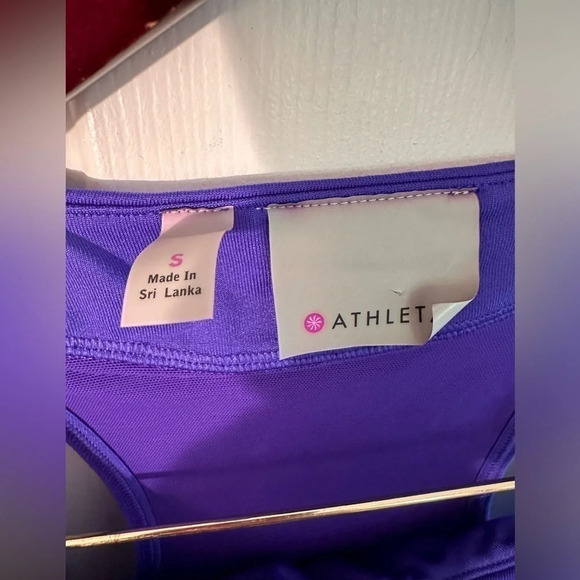 S
Made In
Sri Lanka
ATHLETA